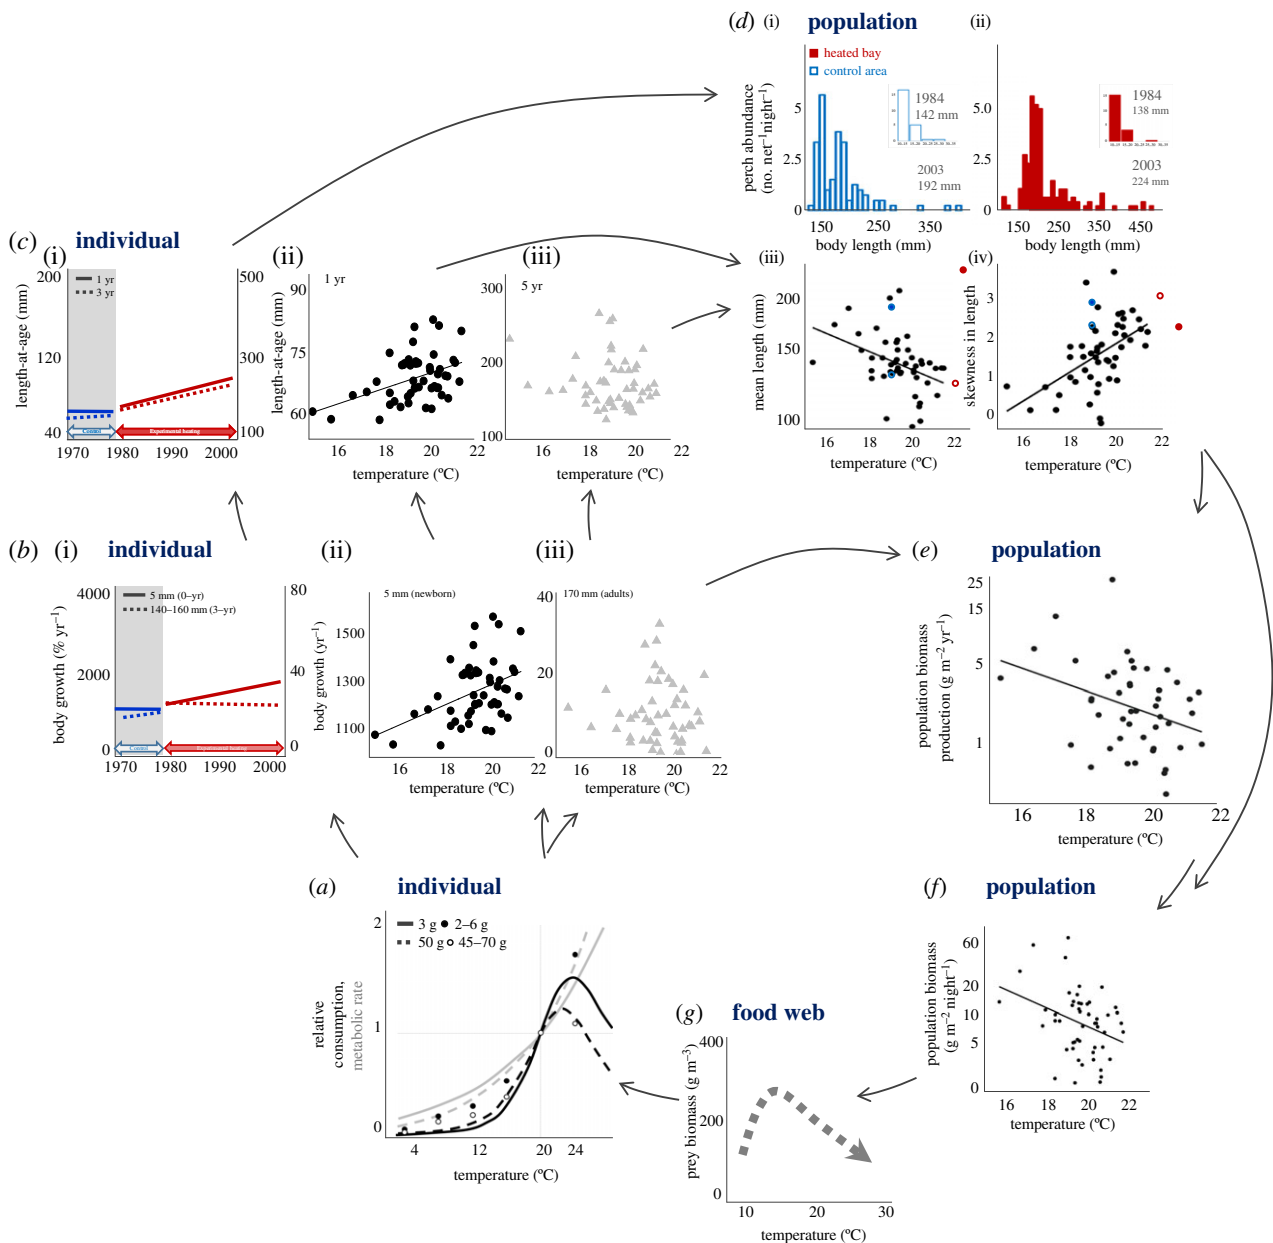 (d) (i) population (ii)
heated bay
control area
perch abundance
(no. net–1night–1)
5
2.5
0
1984
142 mm
2003
192 mm
150 250 350
body length (mm)
5.0
2.5
0
1984
138 mm
2003
224 mm
150 250 350 450
body length (mm)
(c) (i) individual
length-at-age (mm)
200
120
40
1 yr
3 yr
500
300
100
Control
Experimental heating
1970 1980 1990 2000
(ii)
1 yr
length-at-age (mm)
90
75
60
16 18 20 22
temperature (ºC)
(iii)
5 yr
300
200
100
16 18 20 22
temperature (ºC)
(iii)
mean length (mm)
200
150
100
16 18 20 22
temperature (ºC)
(iv)
skewness in length
3
2
1
0
16 18 20 22
temperature (ºC)
(b) (i) individual
body growth (% yr–1)
4000
2000
0
5 mm (0–yr)
140–160 mm (3–yr)
80
40
0
Control
Experimental heating
1970 1980 1990 2000
(ii)
5 mm (newborn)
body growth (yr–1)
1500
1300
1100
16 18 20 22
temperature (ºC)
(iii)
170 mm (adults)
40
20
0
16 18 20 22
temperature (ºC)
(e) population
population biomass
production (g m–2 yr–1)
25
15
5
1
16 18 20 22
temperature (ºC)
(a) individual
relative
consumption,
metabolic rate
2
1
0
3 g 2–6 g
50 g 45–70 g
4 12 20 24
temperature (ºC)
(f) population
population biomass
(g m–2 night–1)
60
20
10
5
0
16 18 20 22
temperature (ºC)
(g) food web
prey biomass (g m–3)
400
200
0
10 20 30
temperature (ºC)